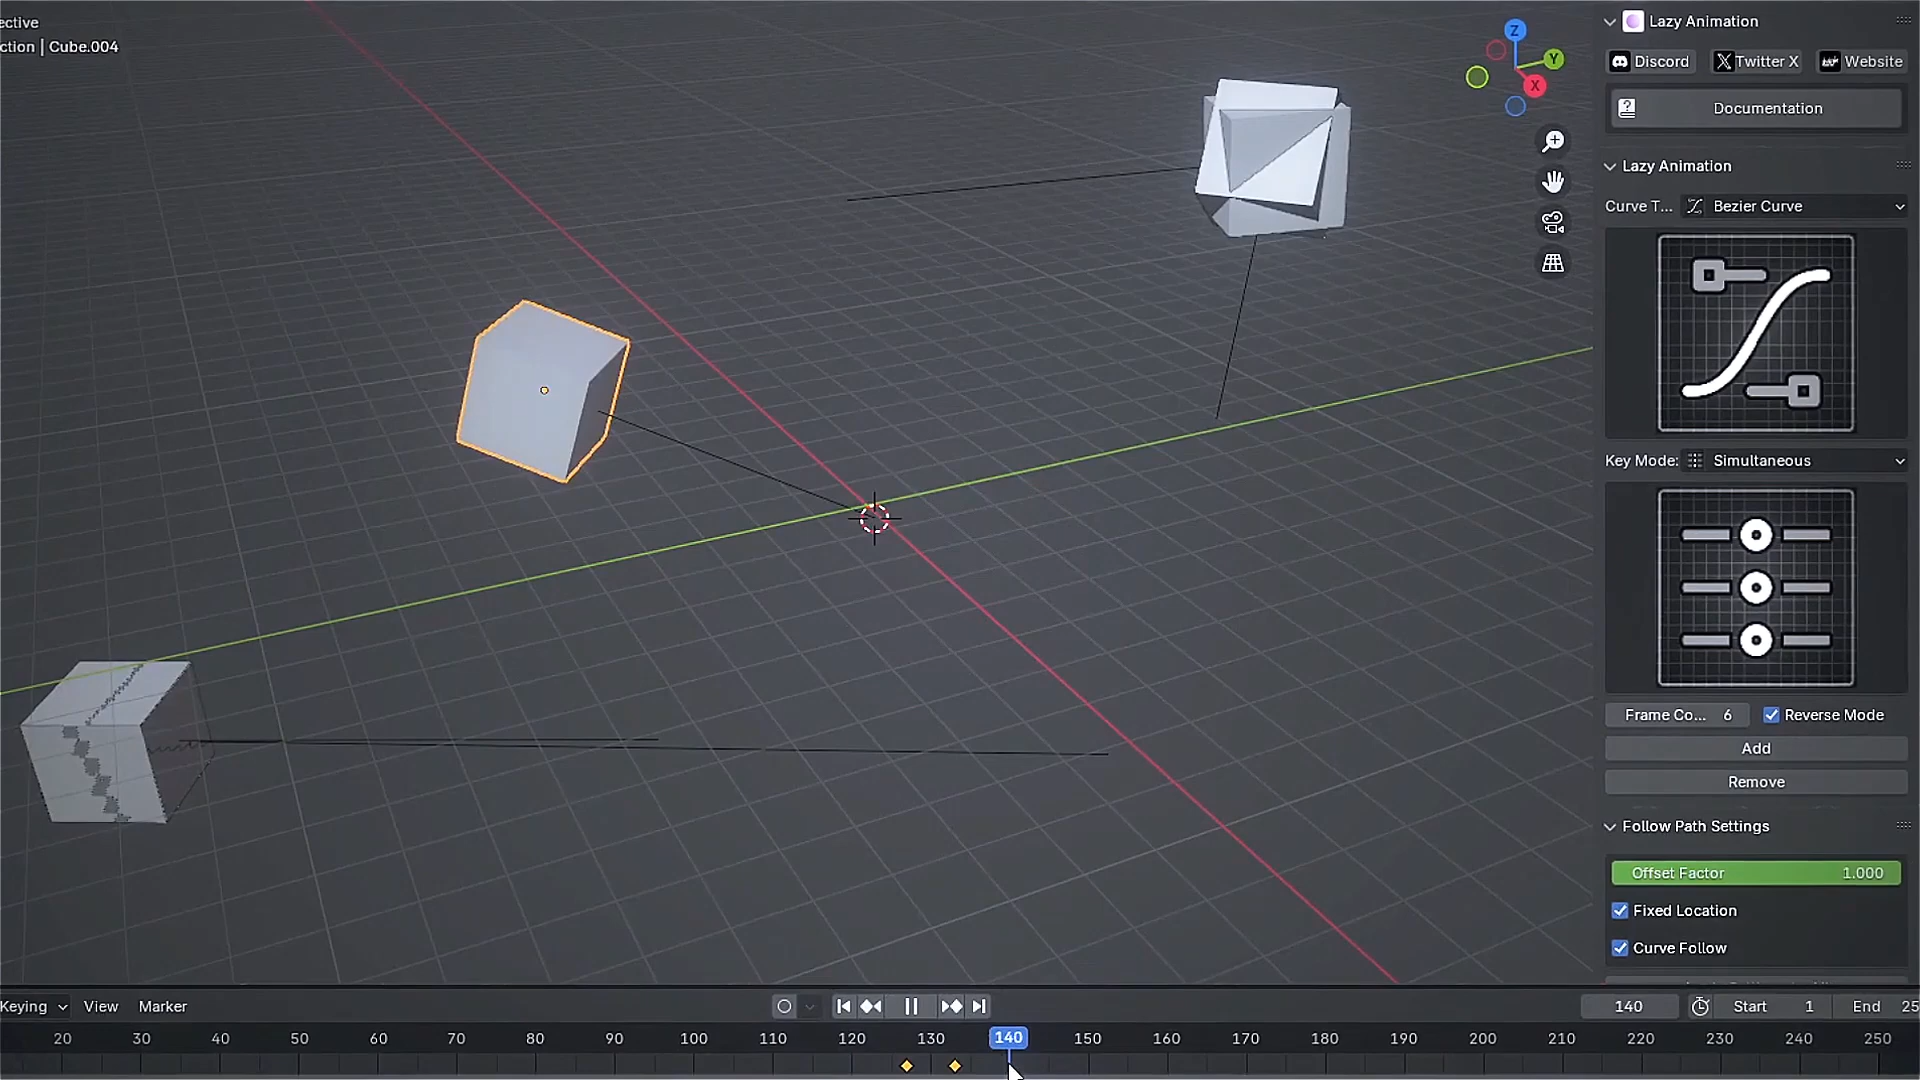 ective
ction | Cube.004
Z
Y
X
Lazy Animation
Discord
Twitter X
Website
Documentation
Lazy Animation
Curve T... Bezier Curve
Key Mode: Simultaneous
Frame Co... 6 Reverse Mode
Add
Remove
Follow Path Settings
Offset Factor 1.000
Fixed Location
Curve Follow
Keying View Marker 140 Start 1 End 25
20 30 40 50 60 70 80 90 100 110 120 130 140 150 160 170 180 190 200 210 220 230 240 250